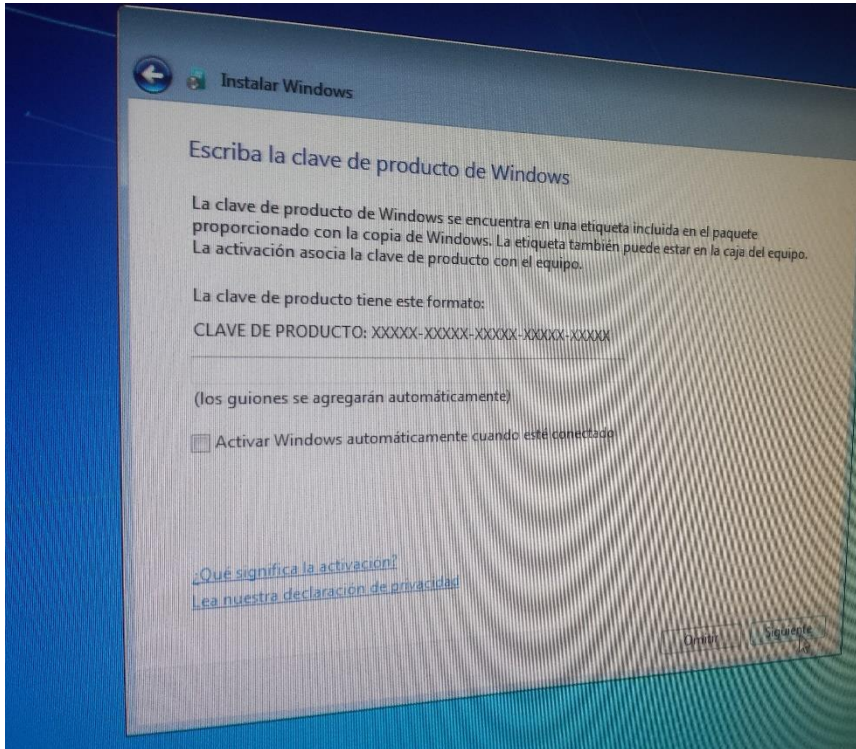 Instalar Windows
Escriba la clave de producto de Windows
La clave de producto de Windows se encuentra en una etiqueta incluida en el paquete
proporcionado con la copia de Windows. La etiqueta también puede estar en la caja del equipo.
La activación asocia la clave de producto con el equipo.
La clave de producto tiene este formato:
CLAVE DE PRODUCTO: XXXXX-XXXXX-XXXXX-XXXXX-XXXXX
(los guiones se agregarán automáticamente)
Activar Windows automáticamente cuando esté conectado
¿Qué significa la activación?
Lea nuestra declaración de privacidad
Omitir
Siguiente